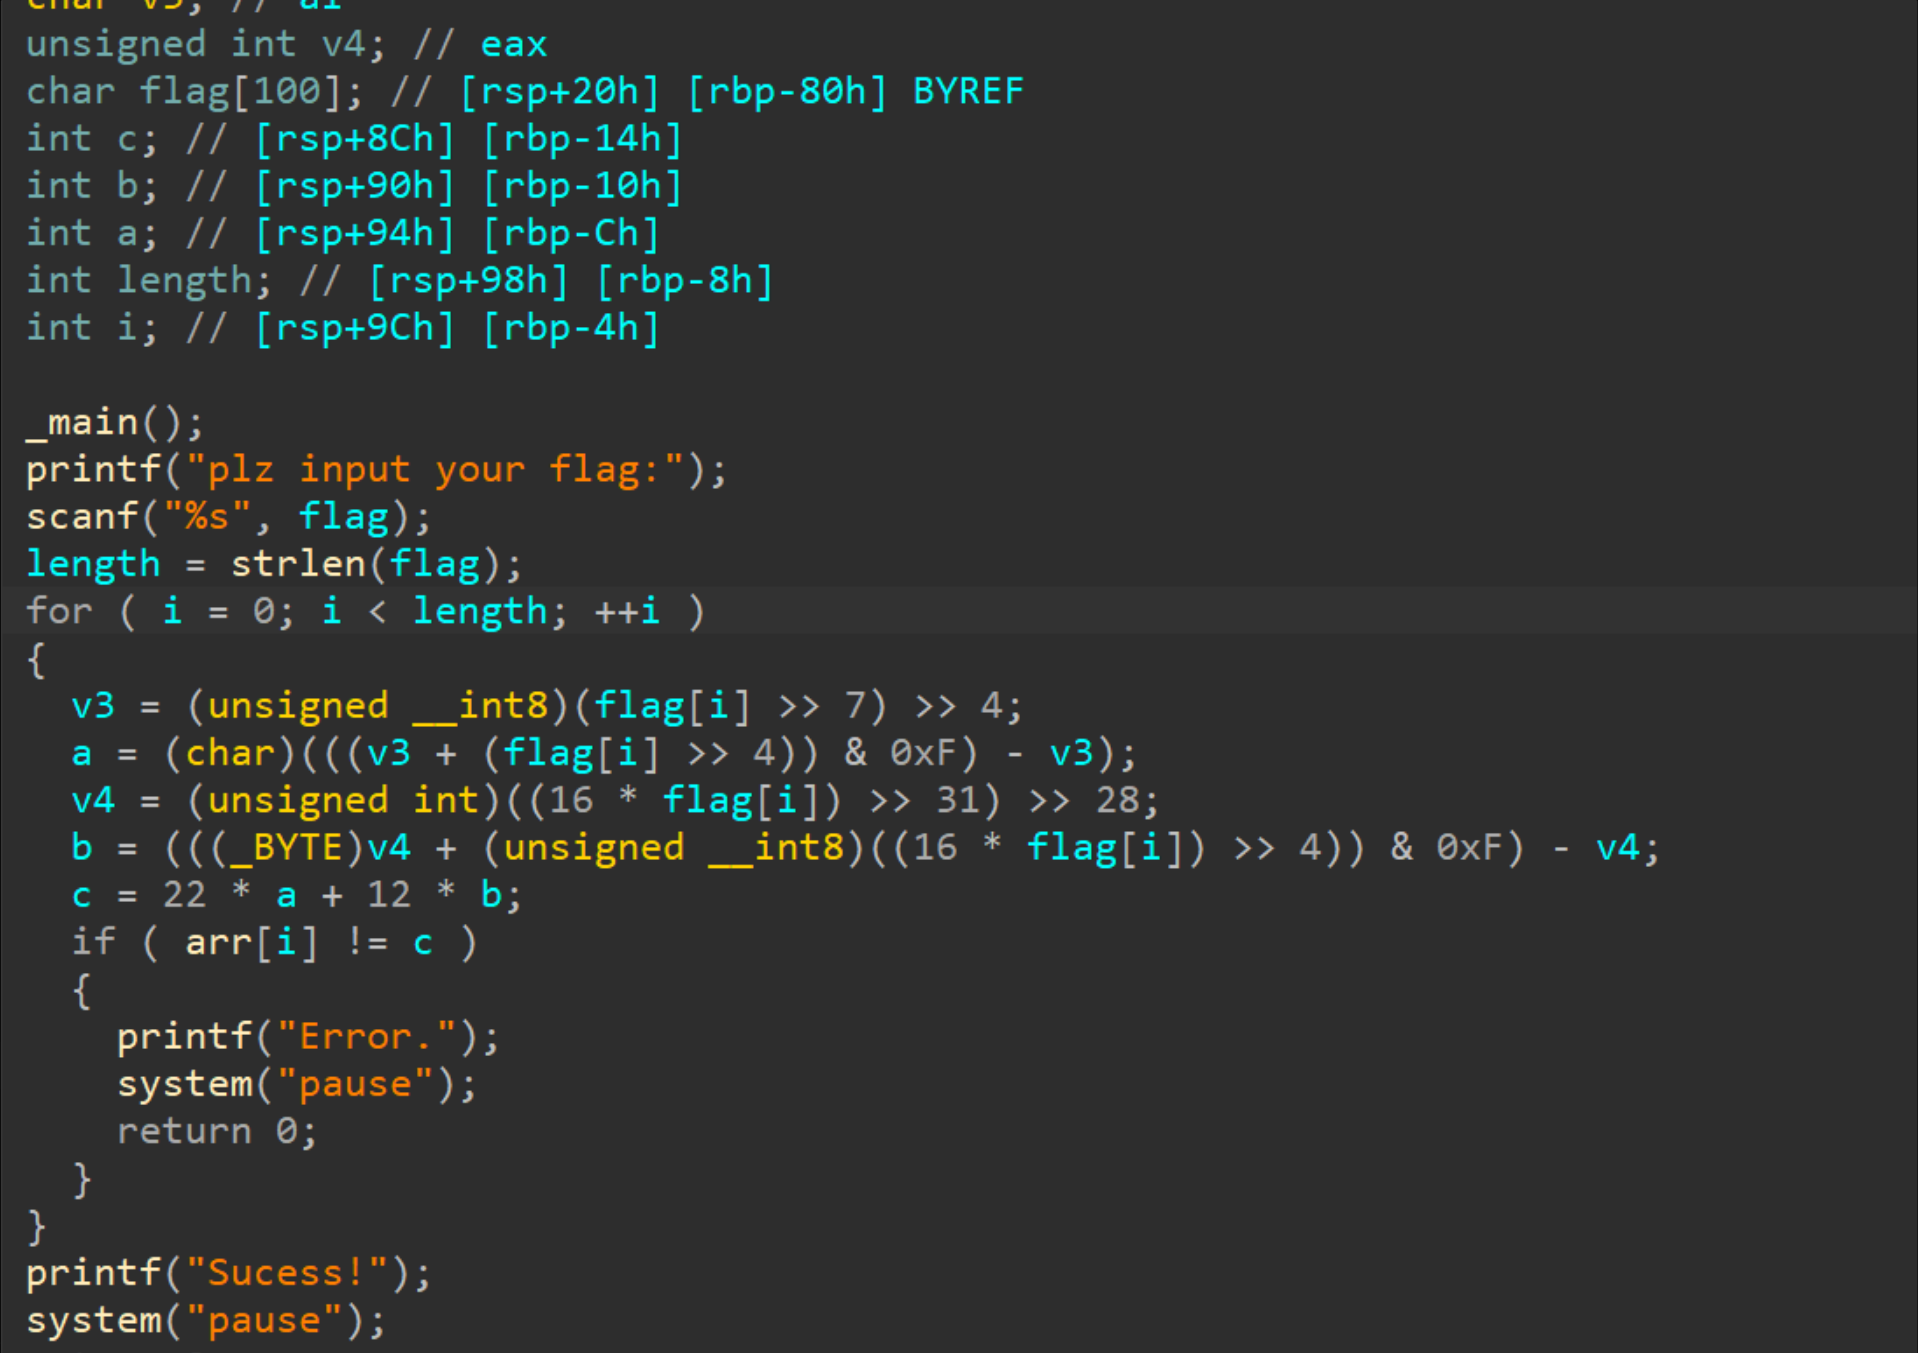 char v3; // al
unsigned int v4; // eax
char flag[100]; // [rsp+20h] [rbp-80h] BYREF
int c; // [rsp+8Ch] [rbp-14h]
int b; // [rsp+90h] [rbp-10h]
int a; // [rsp+94h] [rbp-Ch]
int length; // [rsp+98h] [rbp-8h]
int i; // [rsp+9Ch] [rbp-4h]
_main();
printf("plz input your flag:");
scanf("%s", flag);
length = strlen(flag);
for ( i = 0; i < length; ++i )
{
v3 = (unsigned __int8)(flag[i] >> 7) >> 4;
a = (char)(((v3 + (flag[i] >> 4)) & 0xF) - v3);
v4 = (unsigned int)((16 * flag[i]) >> 31) >> 28;
b = (((_BYTE)v4 + (unsigned __int8)((16 * flag[i]) >> 4)) & 0xF) - v4;
c = 22 * a + 12 * b;
if ( arr[i] != c )
{
printf("Error.");
system("pause");
return 0;
}
}
printf("Sucess!");
system("pause");